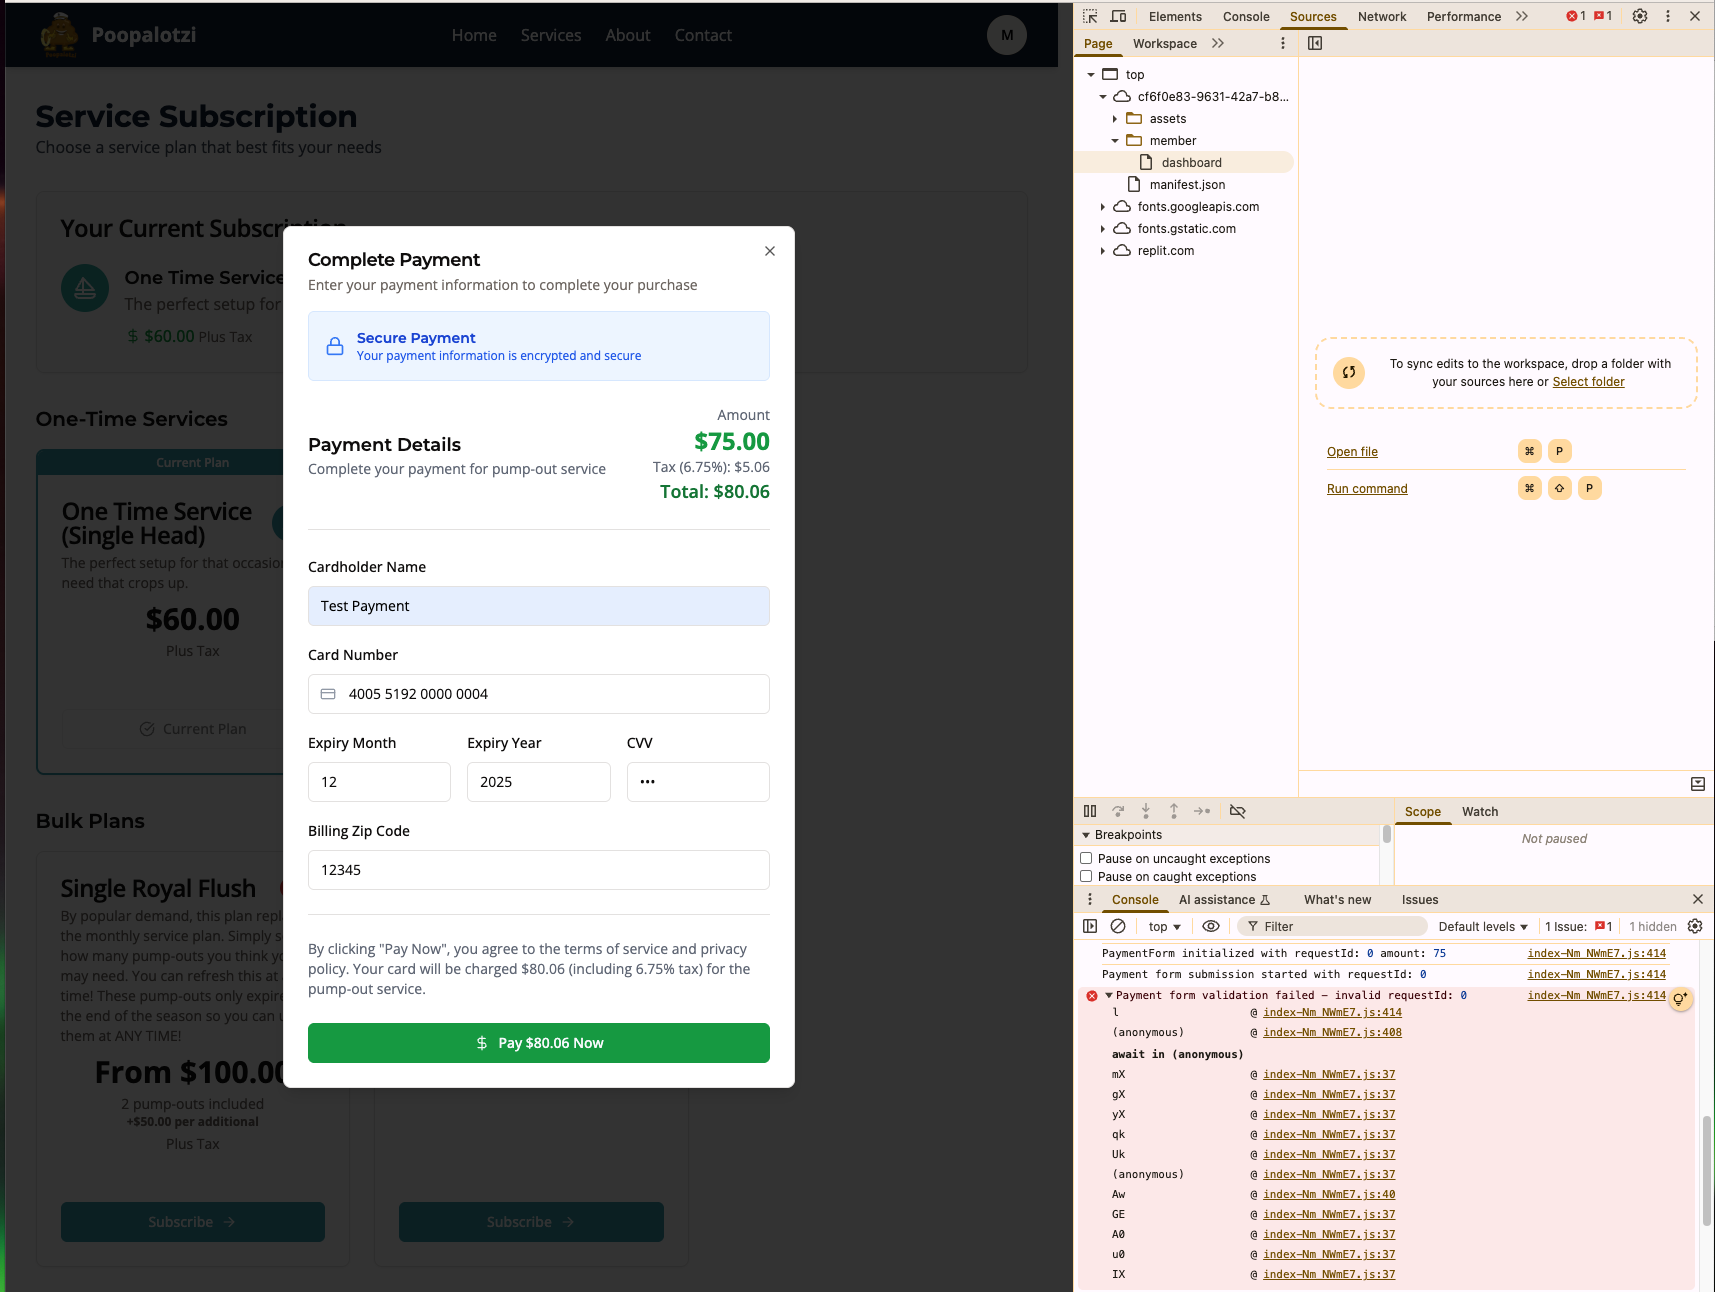 Poopalotzi
Home Services About Contact
M
Service Subscription
Choose a service plan that best fits your needs
Your Current Subscription
One Time Service
The perfect setup for
$ $60.00 Plus Tax
One-Time Services
Current Plan
One Time Service
(Single Head)
The perfect setup for that occasion
need that crops up.
$60.00
Plus Tax
Current Plan
Bulk Plans
Single Royal Flush
By popular demand, this plan repl
the monthly service plan. Simply s
how many pump-outs you think yo
may need. You can refresh this at
time! These pump-outs only expire
the end of the season so you can u
them at ANY TIME!
From $100.00
2 pump-outs included
+$50.00 per additional
Plus Tax
Subscribe →
Subscribe →
Complete Payment
Enter your payment information to complete your purchase
Secure Payment
Your payment information is encrypted and secure
Payment Details
Complete your payment for pump-out service
Amount
$75.00
Tax (6.75%): $5.06
Total: $80.06
Cardholder Name
Test Payment
Card Number
4005 5192 0000 0004
Expiry Month Expiry Year CVV
12 2025 •••
Billing Zip Code
12345
By clicking "Pay Now", you agree to the terms of service and privacy
policy. Your card will be charged $80.06 (including 6.75% tax) for the
pump-out service.
$ Pay $80.06 Now
Elements Console Sources Network Performance 1 1
Page Workspace
top
cf6f0e83-9631-42a7-b8...
assets
member
dashboard
manifest.json
fonts.googleapis.com
fonts.gstatic.com
replit.com
To sync edits to the workspace, drop a folder with
your sources here or Select folder
Open file ⌘ P
Run command ⌘ ⇧ P
Breakpoints
Pause on uncaught exceptions
Pause on caught exceptions
Scope Watch
Not paused
Console AI assistance What's new Issues
top Filter Default levels 1 Issue: 1 1 hidden
PaymentForm initialized with requestId: 0 amount: 75 index-Nm_NWmE7.js:414
Payment form submission started with requestId: 0 index-Nm_NWmE7.js:414
Payment form validation failed – invalid requestId: 0 index-Nm_NWmE7.js:414
l @ index-Nm_NWmE7.js:414
(anonymous) @ index-Nm_NWmE7.js:408
await in (anonymous)
mX @ index-Nm_NWmE7.js:37
gX @ index-Nm_NWmE7.js:37
yX @ index-Nm_NWmE7.js:37
qk @ index-Nm_NWmE7.js:37
Uk @ index-Nm_NWmE7.js:37
(anonymous) @ index-Nm_NWmE7.js:37
Aw @ index-Nm_NWmE7.js:40
GE @ index-Nm_NWmE7.js:37
A0 @ index-Nm_NWmE7.js:37
u0 @ index-Nm_NWmE7.js:37
IX @ index-Nm_NWmE7.js:37